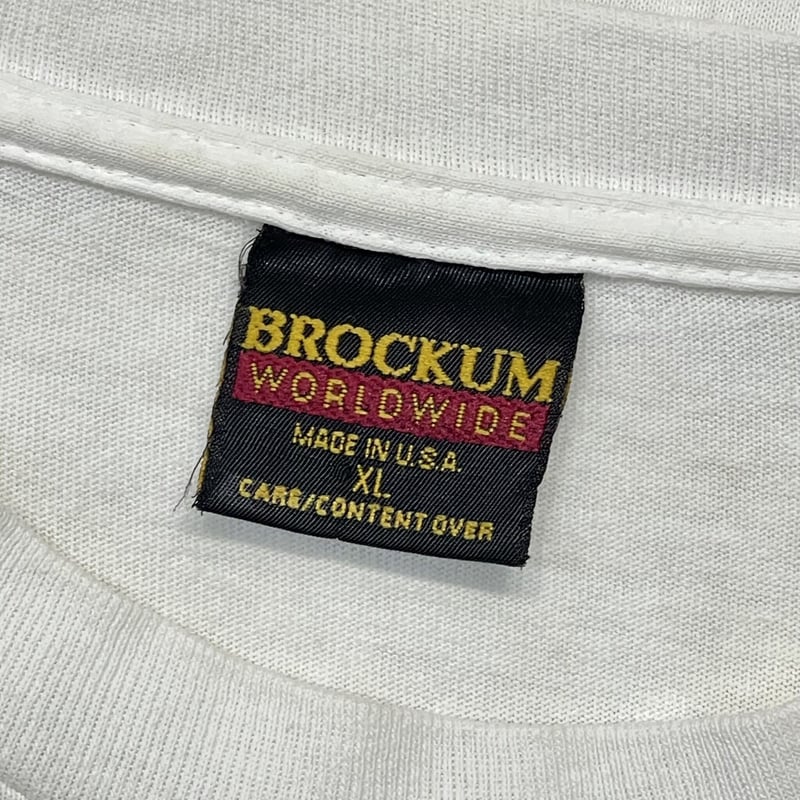 BROCKUM
WORLDWIDE
MADE IN U.S.A.
XL
CARE/CONTENT OVER